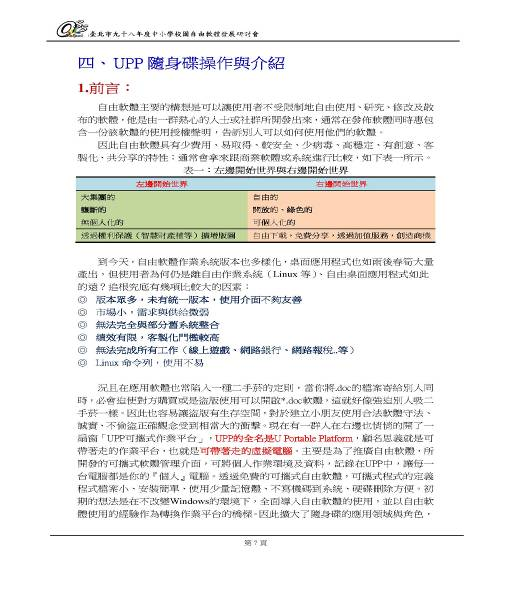 臺北市九十八年度中小學校園自由軟體發展研討會
四、UPP 隨身碟操作與介紹
1.前言：
自由軟體主要的構想是可以讓使用者不受限制地自由使用、研究、修改及散
布的軟體，他是由一群熱心的人士或社群所開發出來，通常在發佈軟體同時惠包
含一份該軟體的使用授權聲明，告訴別人可以如何使用他們的軟體。
因此自由軟體具有少費用、易取得、較安全、少病毒、高穩定、有創意、客
製化、共分享的特性；通常會拿來跟商業軟體或系統進行比較，如下表一所示。
表一：左邊開始世界與右邊開始世界
左邊開始世界 右邊開始世界
大集團的 自由的
壟斷的 開放的、綠色的
無個人化的 可個人化的
透過權利保護（智慧財產權等）擴增版圖 自由下載，免費分享，透過加值服務，創造商機
到今天，自由軟體作業系統版本也多樣化，桌面應用程式也如雨後春筍大量
產出，但使用者為何仍是離自由作業系統（Linux 等)、自由桌面應用程式如此
的遠？追根究底有幾項比較大的因素：
◎ 版本眾多，未有統一版本，使用介面不夠友善
◎ 市場小，需求與供給微弱
◎ 無法完全與部分舊系統整合
◎ 績效有限，客製化門檻較高
◎ 無法完成所有工作（線上遊戲、網路銀行、網路報稅..等）
◎ Linux 命令列，使用不易
況且在應用軟體也常陷入一種二手菸的定則，當你將.doc的檔案寄給別人同
時，必會迫使對方購買或是盜版使用可以開啟*.doc軟體，這就好像強迫別人吸二
手菸一樣。因此也容易讓盜版有生存空間，對於建立小朋友使用合法軟體守法、
誠實、不偷盜正確觀念受到相當大的衝擊。現在有一群人在右邊也悄悄的開了一
扇窗「UPP可攜式作業平台」，UPP的全名是U Portable Platform，顧名思義就是可
帶著走的作業平台，也就是可帶著走的虛擬電腦。主要是為了推廣自由軟體，所
開發的可攜式軟體管理介面，可將個人作業環境及資料，記錄在UPP中，讓每一
台電腦都是你的『個人』電腦。透過免費的可攜式自由軟體，可攜式程式的定義
程式檔案小、安裝簡單、使用少量記憶體、不寫機碼到系統、硬碟刪除方便。初
期的想法是在不改變Windows的環境下，全面導入自由軟體的使用，並以自由軟
體使用的經驗作為轉換作業平台的橋樑。因此擴大了隨身碟的應用領域與角色，
第 7 頁